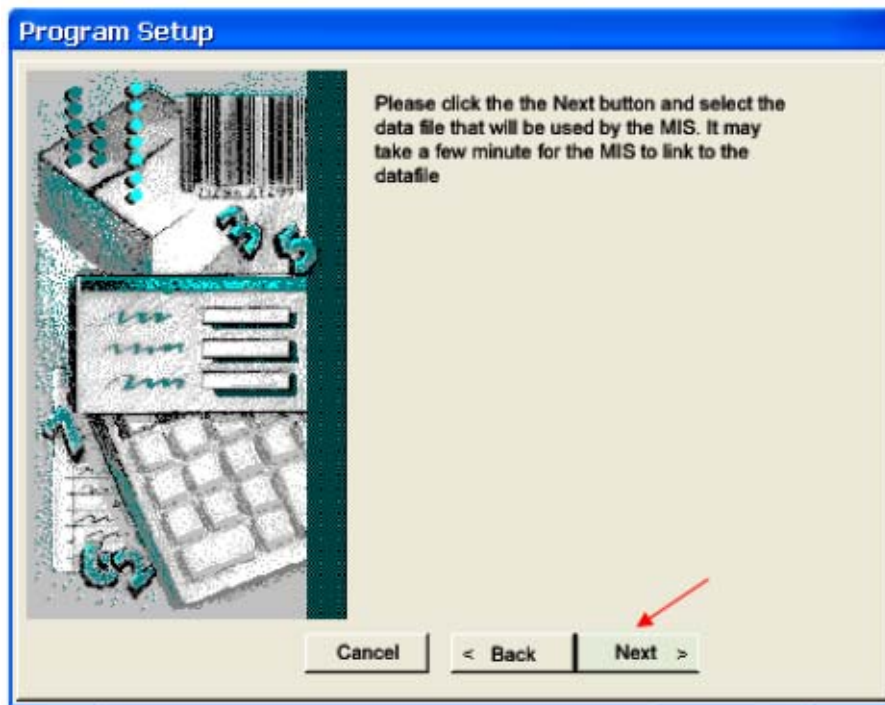 Program Setup
Please click the the Next button and select the
data file that will be used by the MIS. It may
take a few minute for the MIS to link to the
datafile
Cancel
< Back
Next >